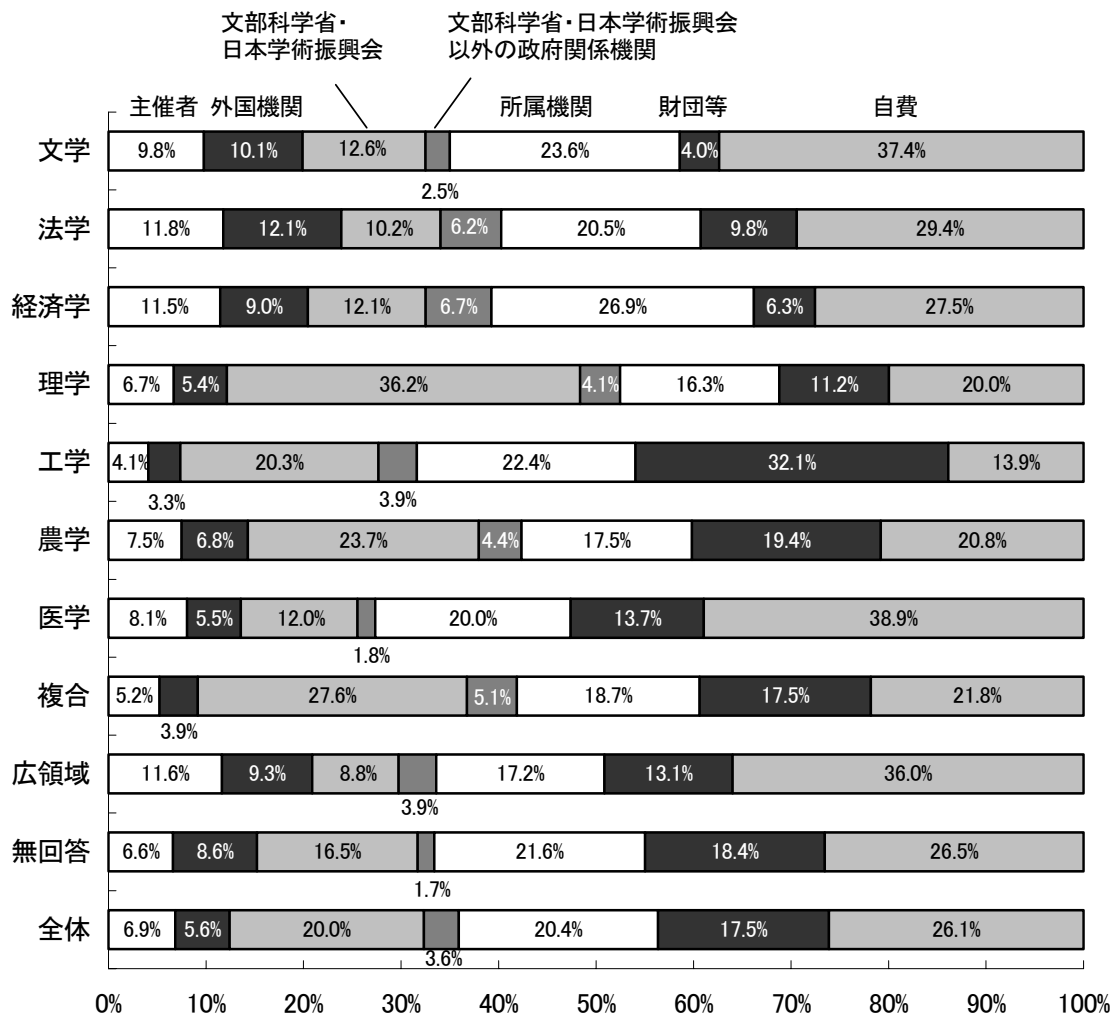 文部科学省・
日本学術振興会
文部科学省・日本学術振興会
以外の政府関係機関
主催者 外国機関 所属機関 財団等 自費
文学 9.8% 10.1% 12.6% 23.6% 4.0% 37.4%
2.5%
法学 11.8% 12.1% 10.2% 6.2% 20.5% 9.8% 29.4%
経済学 11.5% 9.0% 12.1% 6.7% 26.9% 6.3% 27.5%
理学 6.7% 5.4% 36.2% 4.1% 16.3% 11.2% 20.0%
工学 4.1% 20.3% 22.4% 32.1% 13.9%
3.3% 3.9%
農学 7.5% 6.8% 23.7% 4.4% 17.5% 19.4% 20.8%
医学 8.1% 5.5% 12.0% 20.0% 13.7% 38.9%
1.8%
複合 5.2% 27.6% 5.1% 18.7% 17.5% 21.8%
3.9%
広領域 11.6% 9.3% 8.8% 17.2% 13.1% 36.0%
3.9%
無回答 6.6% 8.6% 16.5% 21.6% 18.4% 26.5%
1.7%
全体 6.9% 5.6% 20.0% 20.4% 17.5% 26.1%
3.6%
0% 10% 20% 30% 40% 50% 60% 70% 80% 90% 100%